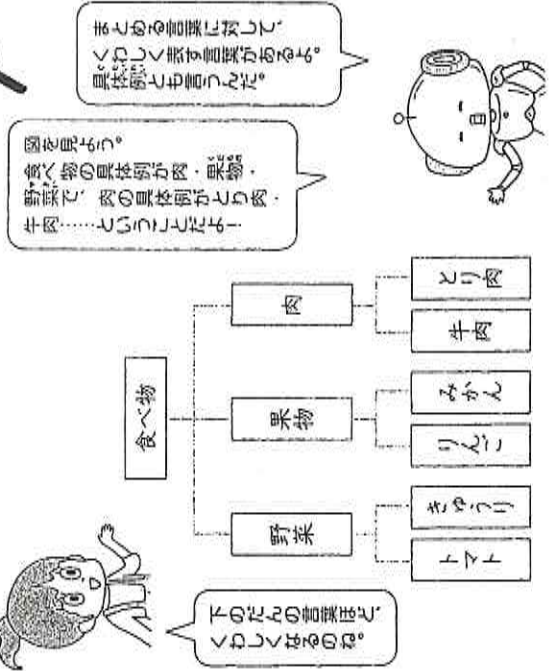 まとめる言葉に対して、
くわしく表す言葉があるよ。
具体例とも言うんだ。
図を見よう。
食べ物の具体例が肉・果物・
野菜で、肉の具体例がとり肉・
牛肉……ということだよ！
食べ物
肉
果物
野菜
とり肉
牛肉
みかん
りんご
きゅうり
トマト
下のだんの言葉ほど、
くわしくなるのね。